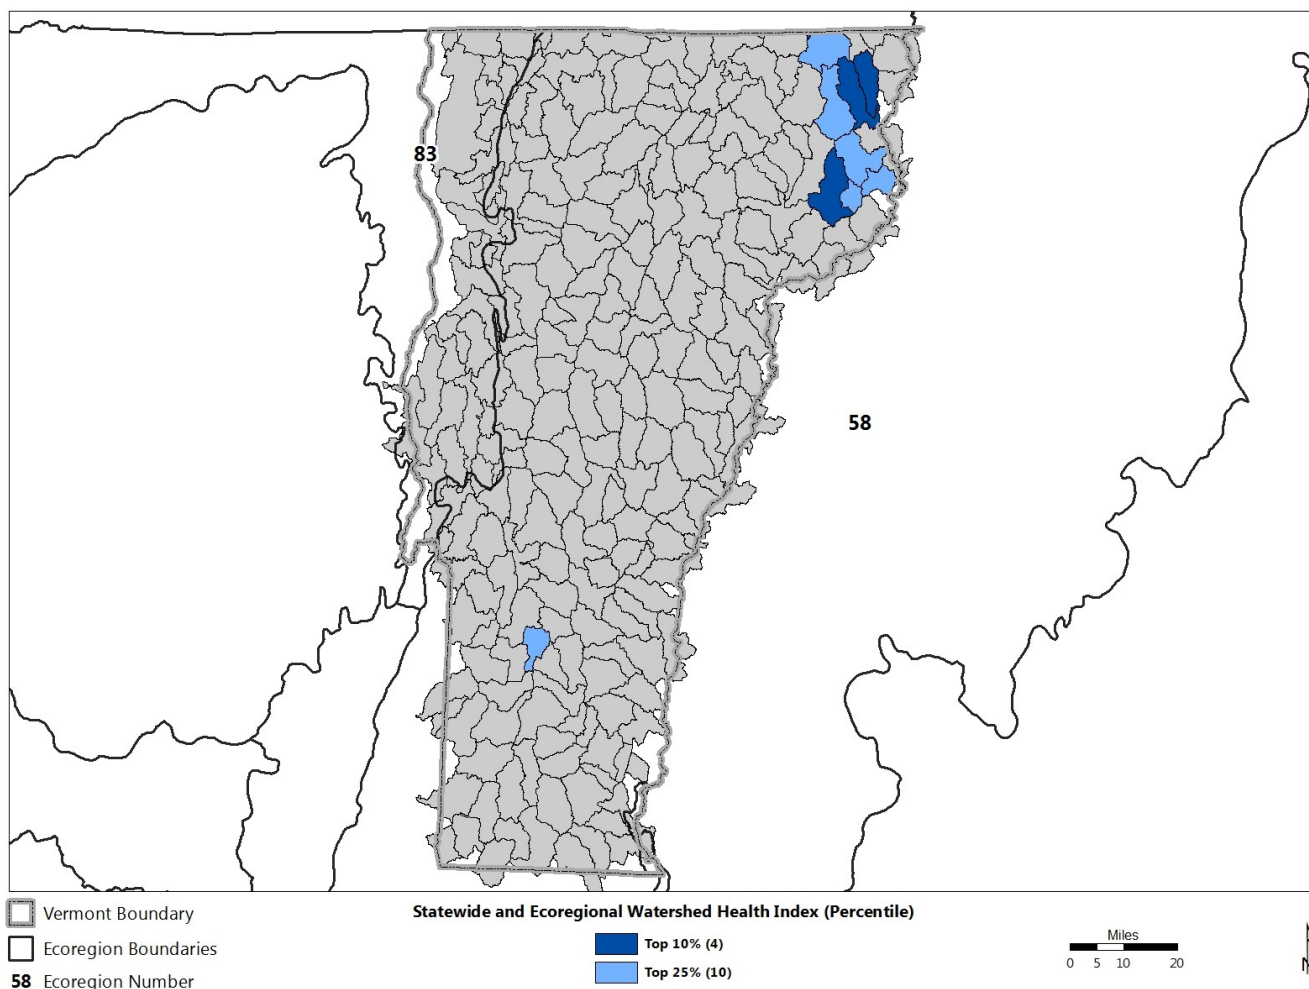 83
58
Vermont Boundary
Ecoregion Boundaries
58 Ecoregion Number
Statewide and Ecoregional Watershed Health Index (Percentile)
Top 10% (4)
Top 25% (10)
Miles
0 5 10 20